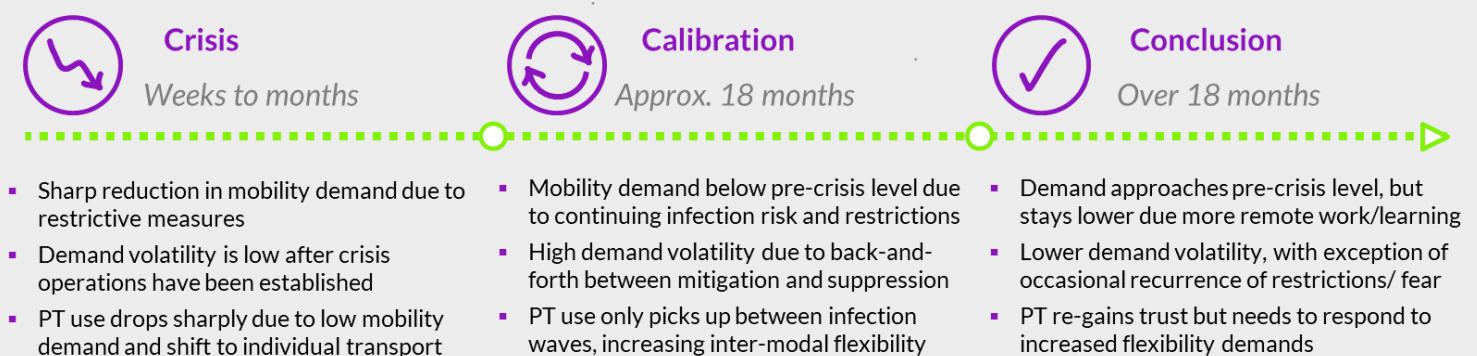 Crisis
Weeks to months
▪ Sharp reduction in mobility demand due to
restrictive measures
▪ Demand volatility is low after crisis
operations have been established
▪ PT use drops sharply due to low mobility
demand and shift to individual transport
Calibration
Approx. 18 months
▪ Mobility demand below pre-crisis level due
to continuing infection risk and restrictions
▪ High demand volatility due to back-and-
forth between mitigation and suppression
▪ PT use only picks up between infection
waves, increasing inter-modal flexibility
Conclusion
Over 18 months
▪ Demand approaches pre-crisis level, but
stays lower due more remote work/learning
▪ Lower demand volatility, with exception of
occasional recurrence of restrictions/ fear
▪ PT re-gains trust but needs to respond to
increased flexibility demands